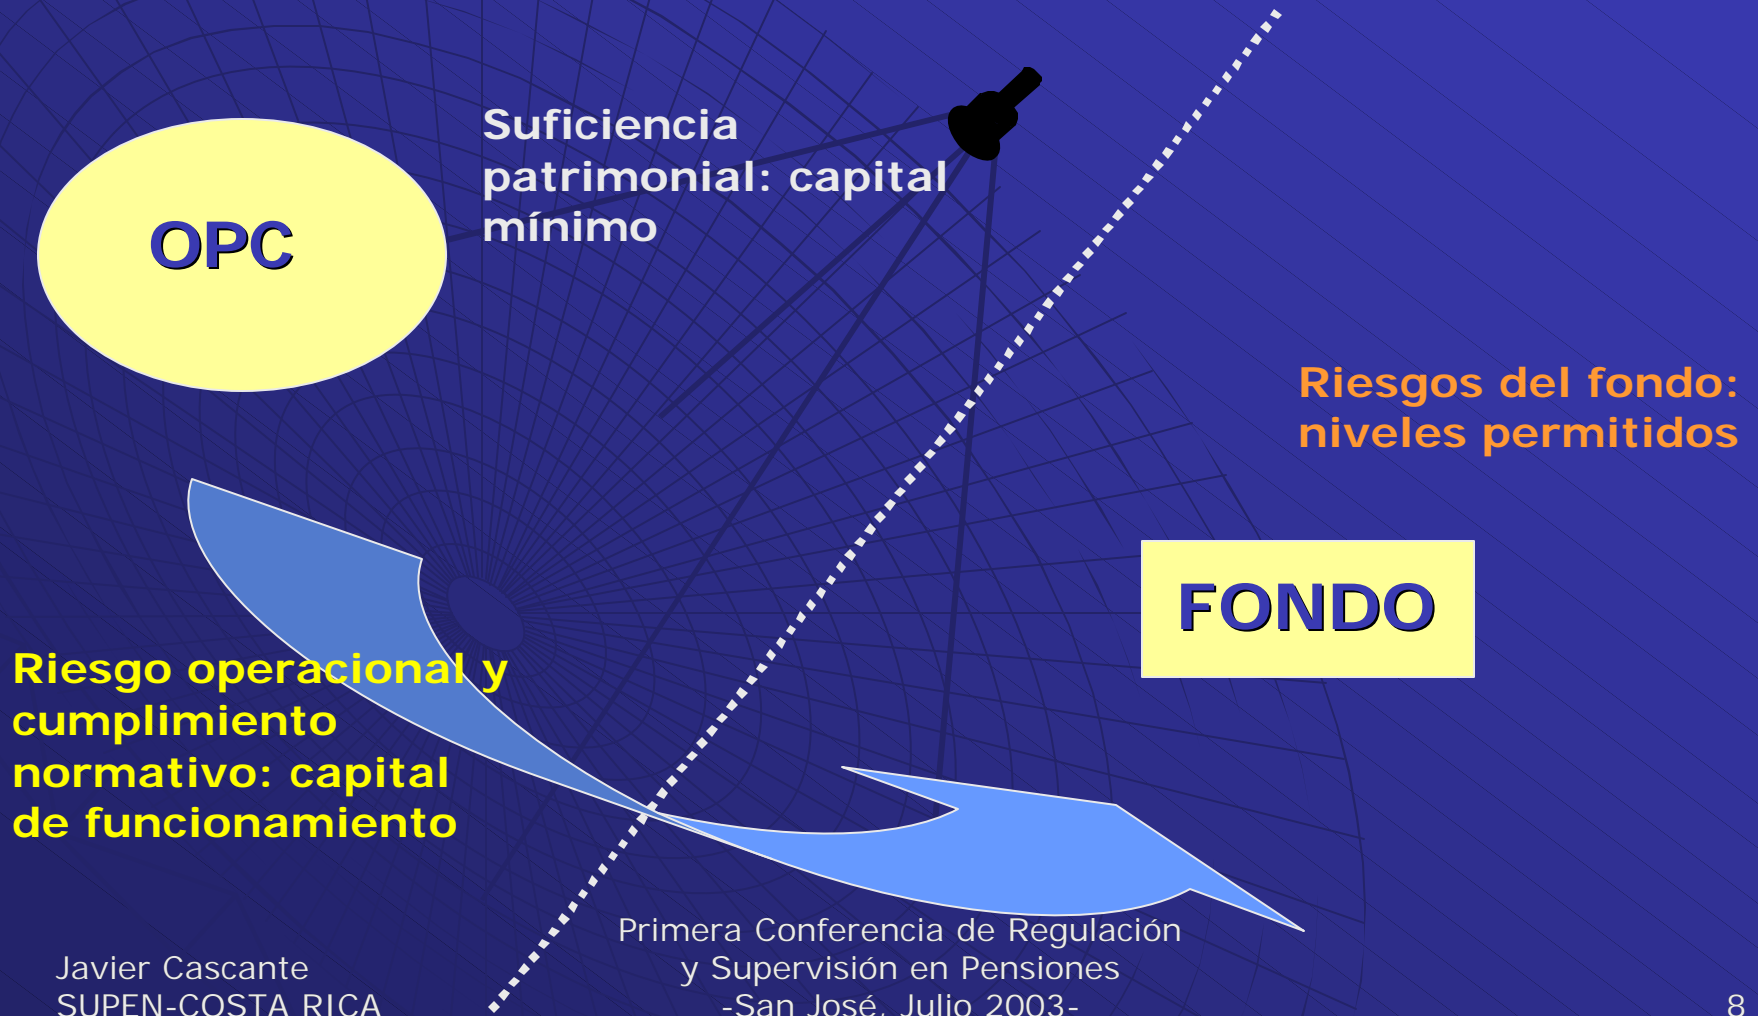 Suficiencia
patrimonial: capital
mínimo
OPC
Riesgos del fondo:
niveles permitidos
FONDO
Riesgo operacional y
cumplimiento
normativo: capital
de funcionamiento
Javier Cascante
SUPEN-COSTA RICA
Primera Conferencia de Regulación
y Supervisión en Pensiones
-San José, Julio 2003-
8